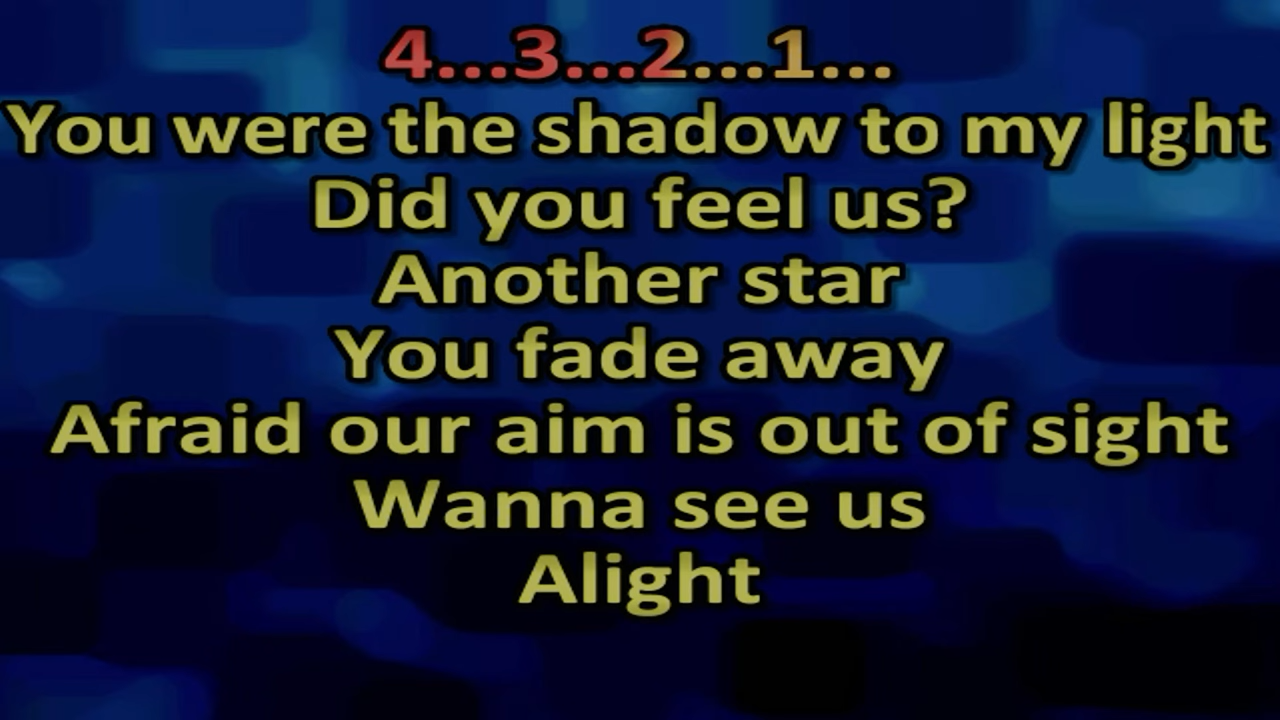 4...3...2...1...
You were the shadow to my light
Did you feel us?
Another star
You fade away
Afraid our aim is out of sight
Wanna see us
Alight